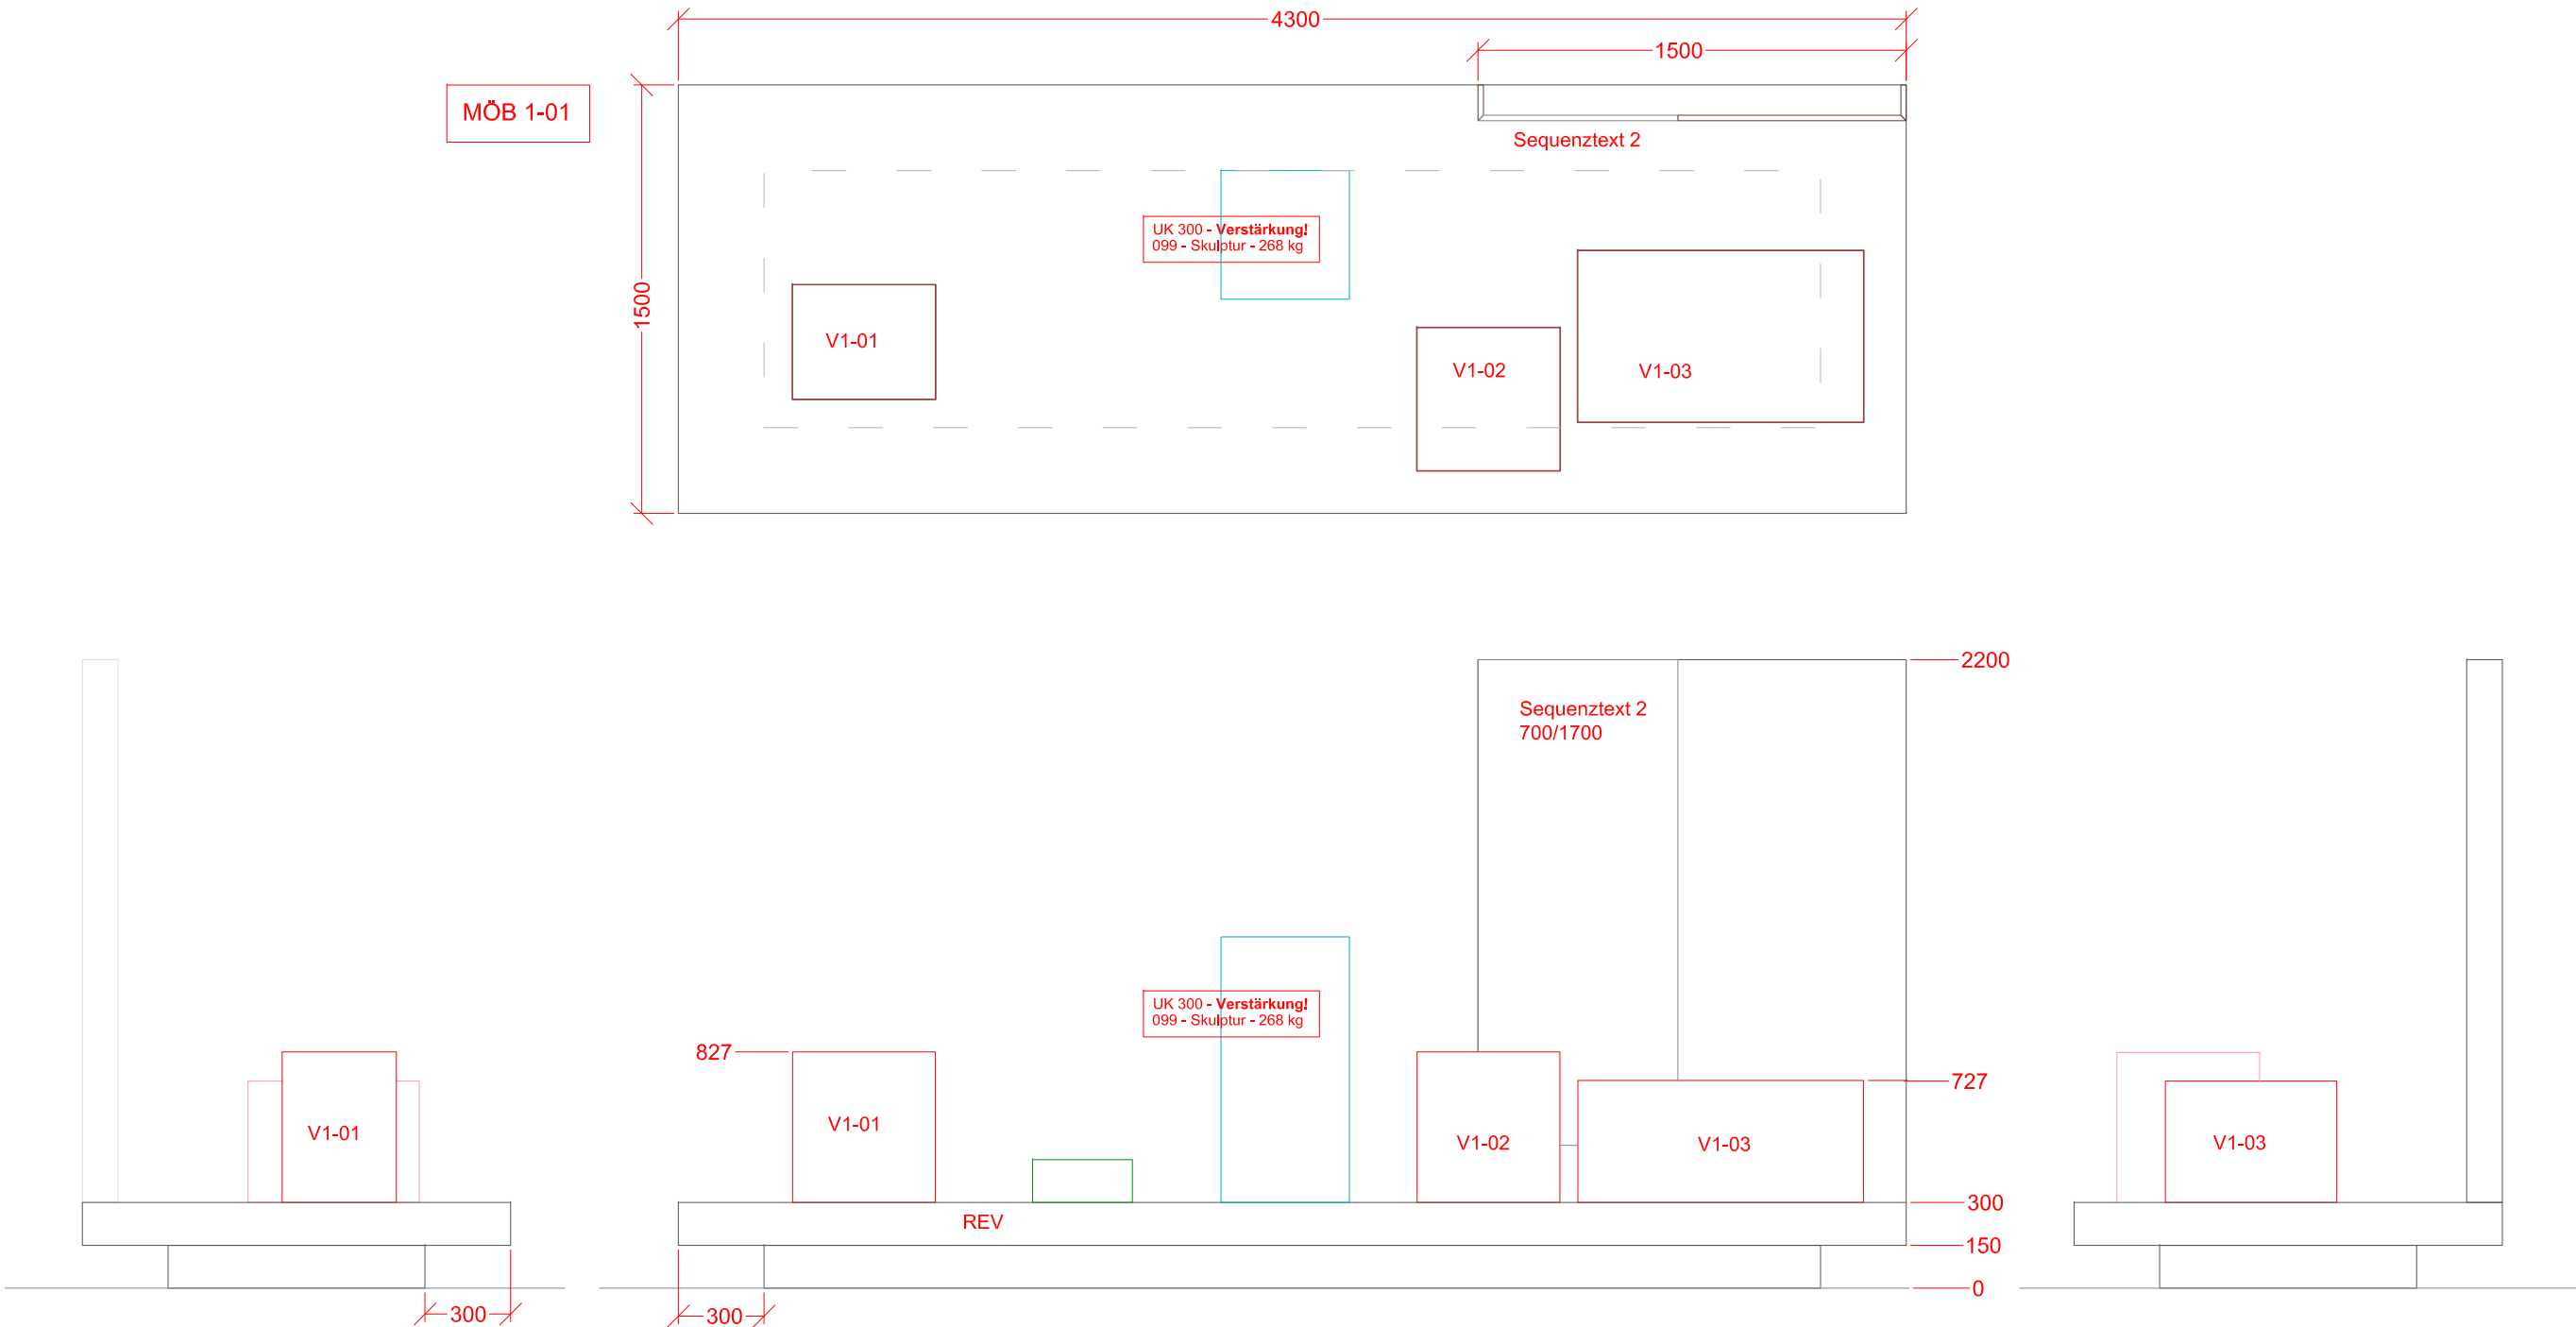 4300
1500
MÖB 1-01
Sequenztext 2
UK 300 - Verstärkung!
099 - Skulptur - 268 kg
1500
V1-01
V1-02
V1-03
2200
Sequenztext 2
700/1700
UK 300 - Verstärkung!
099 - Skulptur - 268 kg
827
727
V1-01
V1-01
V1-02
V1-03
V1-03
300
REV
150
0
300
300